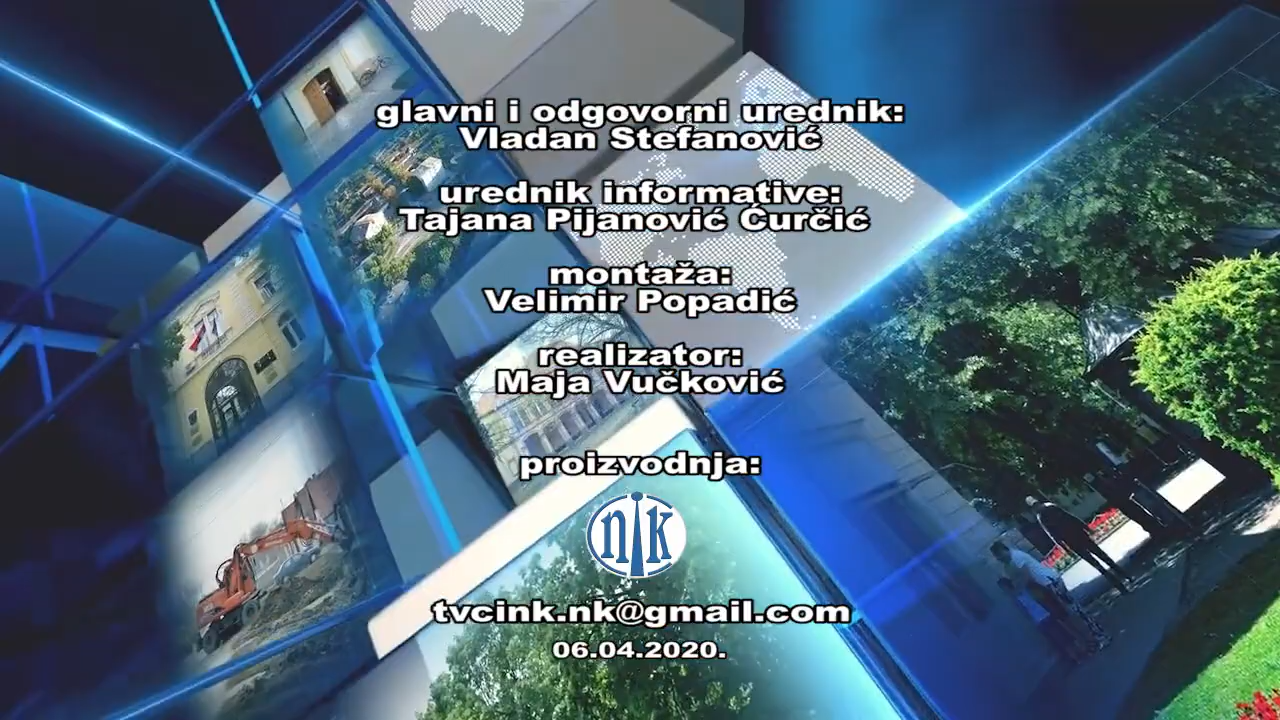 glavni i odgovorni urednik:
Vladan Stefanović
urednik informative:
Tajana Pijanović Ćurčić
montaža:
Velimir Popadić
realizator:
Maja Vučković
proizvodnja:
nik
tvcink.nk@gmail.com
06.04.2020.